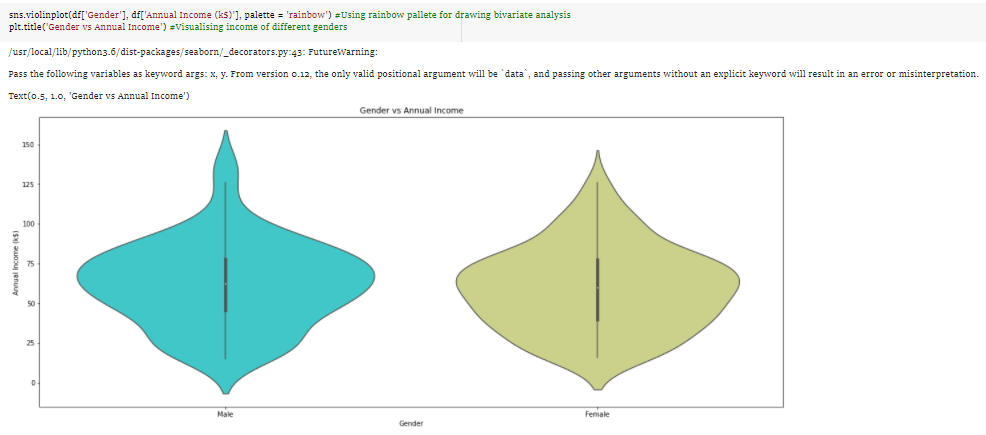 sns.violinplot(df['Gender'], df['Annual Income (k$)'], palette = 'rainbow') #Using rainbow pallete for drawing bivariate analysis
plt.title('Gender vs Annual Income') #Visualising income of different genders
/usr/local/lib/python3.6/dist-packages/seaborn/_decorators.py:43: FutureWarning:
Pass the following variables as keyword args: x, y. From version 0.12, the only valid positional argument will be `data`, and passing other arguments without an explicit keyword will result in an error or misinterpretation.
Text(0.5, 1.0, 'Gender vs Annual Income')
Gender vs Annual Income
150
125
100
75
50
25
0
Annual Income (k$)
Male
Female
Gender